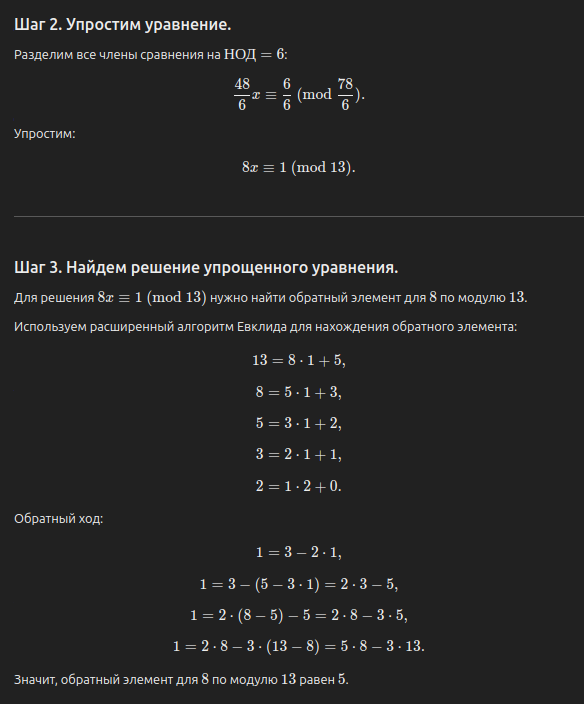 Шаг 2. Упростим уравнение.
Разделим все члены сравнения на НОД = 6:
48/6 x ≡ 6/6 (mod 78/6).
Упростим:
8x ≡ 1 (mod 13).
Шаг 3. Найдем решение упрощенного уравнения.
Для решения 8x ≡ 1 (mod 13) нужно найти обратный элемент для 8 по модулю 13.
Используем расширенный алгоритм Евклида для нахождения обратного элемента:
13 = 8 · 1 + 5,
8 = 5 · 1 + 3,
5 = 3 · 1 + 2,
3 = 2 · 1 + 1,
2 = 1 · 2 + 0.
Обратный ход:
1 = 3 − 2 · 1,
1 = 3 − (5 − 3 · 1) = 2 · 3 − 5,
1 = 2 · (8 − 5) − 5 = 2 · 8 − 3 · 5,
1 = 2 · 8 − 3 · (13 − 8) = 5 · 8 − 3 · 13.
Значит, обратный элемент для 8 по модулю 13 равен 5.